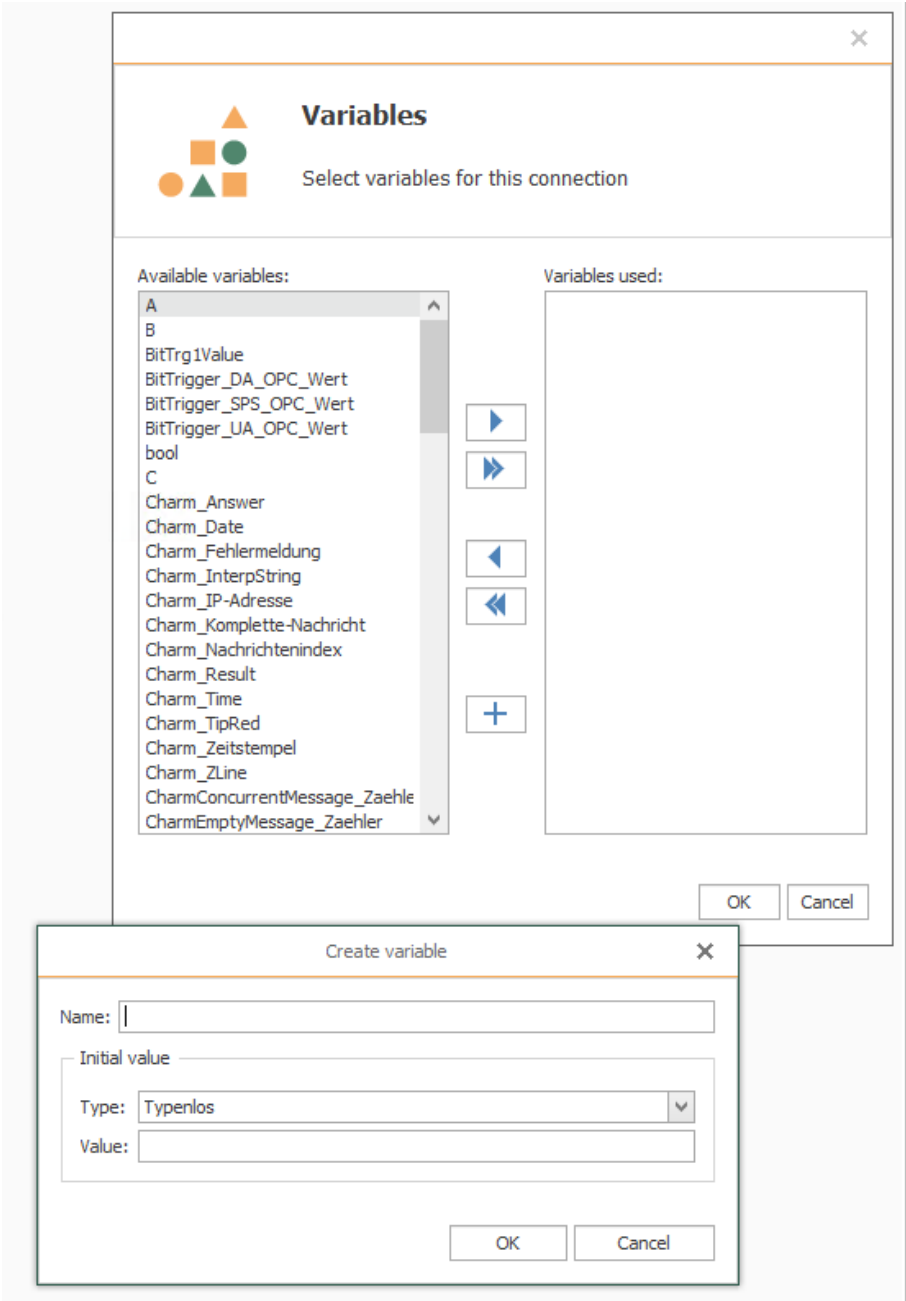 Variables
Select variables for this connection
Available variables:
Variables used:
A
B
BitTrg1Value
BitTrigger_DA_OPC_Wert
BitTrigger_SPS_OPC_Wert
BitTrigger_UA_OPC_Wert
bool
C
Charm_Answer
Charm_Date
Charm_Fehlermeldung
Charm_InterpString
Charm_IP-Adresse
Charm_Komplette-Nachricht
Charm_Nachrichtenindex
Charm_Result
Charm_Time
Charm_TipRed
Charm_Zeitstempel
Charm_ZLine
CharmConcurrentMessage_Zaehle
CharmEmptyMessage_Zaehler
OK Cancel
Create variable
Name:
Initial value
Type: Typenlos
Value:
OK Cancel